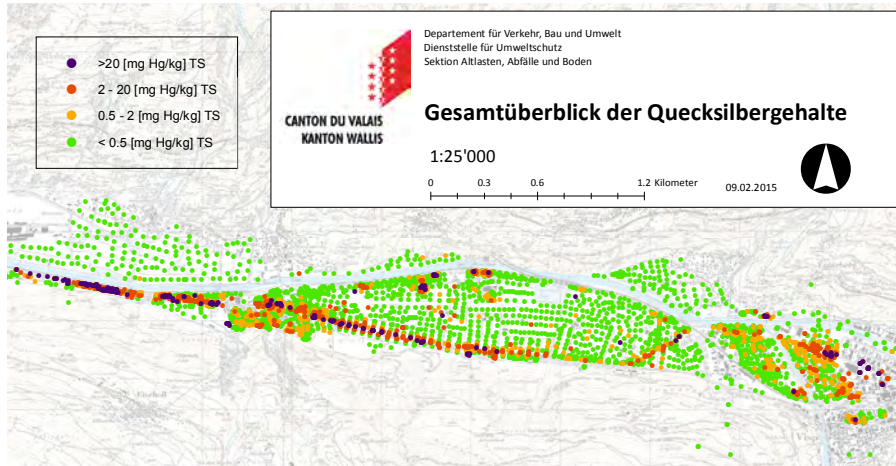 >20 [mg Hg/kg] TS
2 - 20 [mg Hg/kg] TS
0.5 - 2 [mg Hg/kg] TS
< 0.5 [mg Hg/kg] TS
CANTON DU VALAIS
KANTON WALLIS
Departement für Verkehr, Bau und Umwelt
Dienststelle für Umweltschutz
Sektion Altlasten, Abfälle und Boden
Gesamtüberblick der Quecksilbergehalte
1:25'000
0 0.3 0.6 1.2 Kilometer
09.02.2015